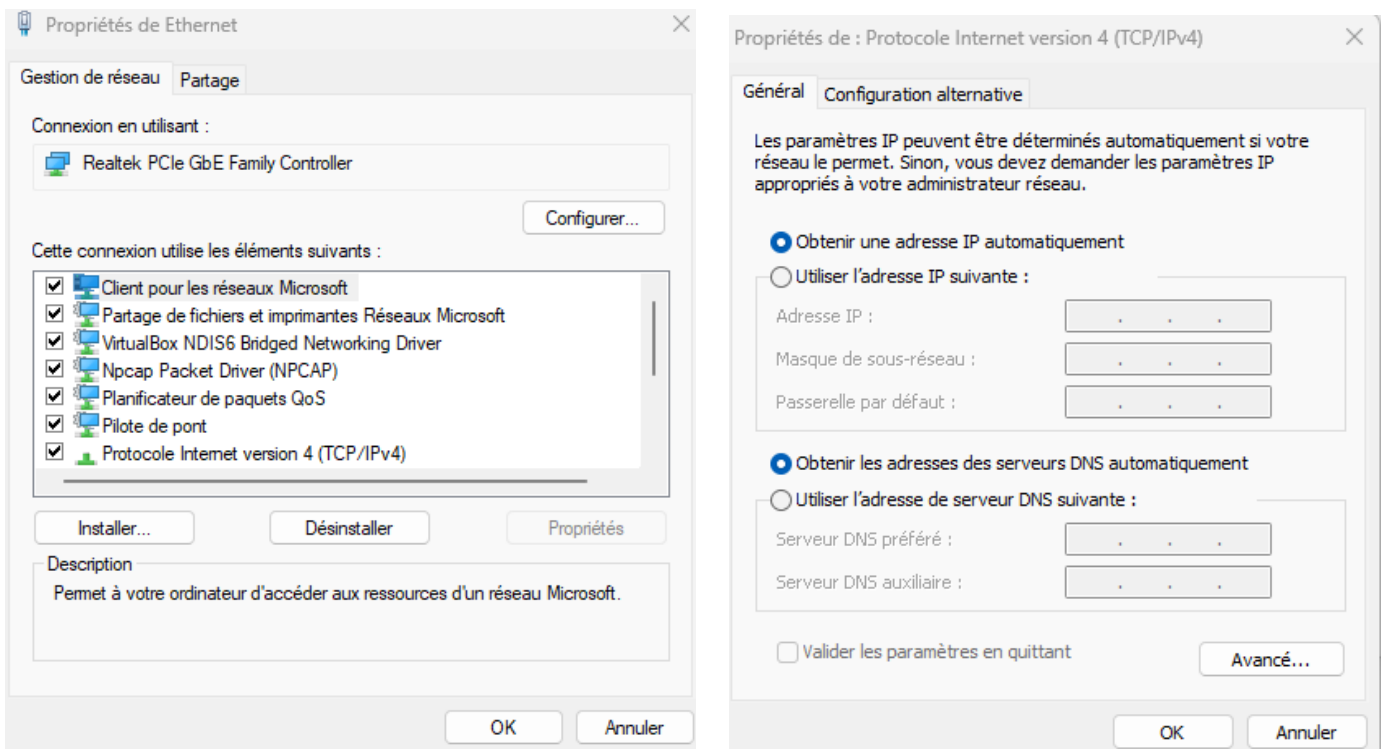 Propriétés de Ethernet
Gestion de réseau
Partage
Connexion en utilisant :
Realtek PCIe GbE Family Controller
Configurer...
Cette connexion utilise les éléments suivants :
Client pour les réseaux Microsoft
Partage de fichiers et imprimantes Réseaux Microsoft
VirtualBox NDIS6 Bridged Networking Driver
Npcap Packet Driver (NPCAP)
Planificateur de paquets QoS
Pilote de pont
Protocole Internet version 4 (TCP/IPv4)
Installer...
Désinstaller
Propriétés
Description
Permet à votre ordinateur d'accéder aux ressources d'un réseau Microsoft.
OK
Annuler
Propriétés de : Protocole Internet version 4 (TCP/IPv4)
Général
Configuration alternative
Les paramètres IP peuvent être déterminés automatiquement si votre
réseau le permet. Sinon, vous devez demander les paramètres IP
appropriés à votre administrateur réseau.
Obtenir une adresse IP automatiquement
Utiliser l'adresse IP suivante :
Adresse IP :
Masque de sous-réseau :
Passerelle par défaut :
Obtenir les adresses des serveurs DNS automatiquement
Utiliser l'adresse de serveur DNS suivante :
Serveur DNS préféré :
Serveur DNS auxiliaire :
Valider les paramètres en quittant
Avancé...
OK
Annuler